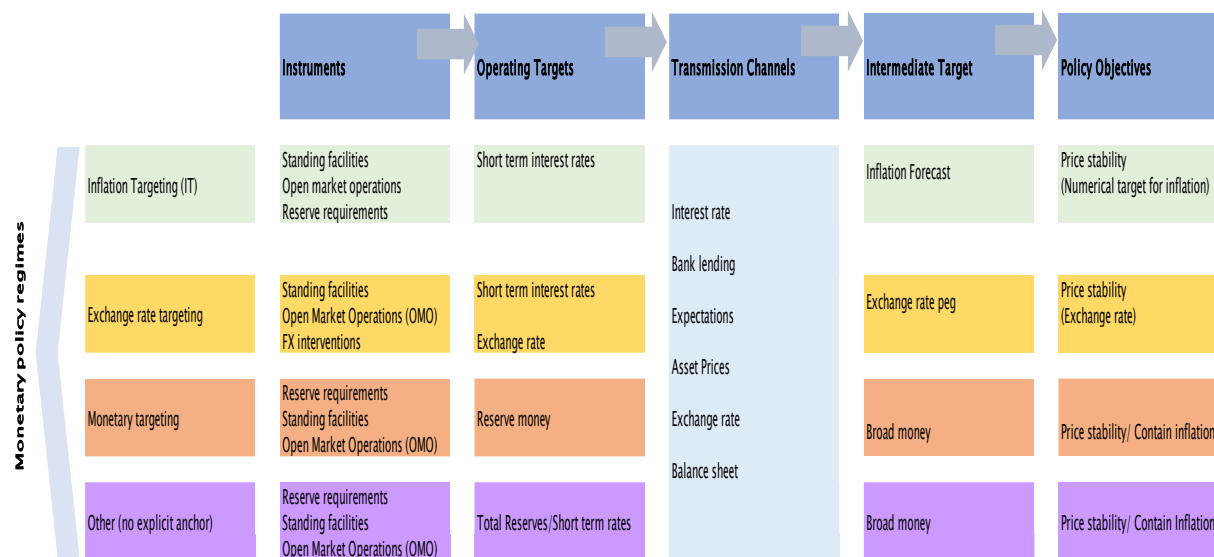 Instruments
Operating Targets
Transmission Channels
Intermediate Target
Policy Objectives
Monetary policy regimes
Inflation Targeting (IT)
Standing facilities
Open market operations
Reserve requirements
Short term interest rates
Inflation Forecast
Price stability
(Numerical target for inflation)
Interest rate
Bank lending
Expectations
Asset Prices
Exchange rate
Balance sheet
Exchange rate targeting
Standing facilities
Open Market Operations (OMO)
FX interventions
Short term interest rates
Exchange rate
Exchange rate peg
Price stability
(Exchange rate)
Monetary targeting
Reserve requirements
Standing facilities
Open Market Operations (OMO)
Reserve money
Broad money
Price stability/ Contain inflation
Other (no explicit anchor)
Reserve requirements
Standing facilities
Open Market Operations (OMO)
Total Reserves/Short term rates
Broad money
Price stability/ Contain Inflation